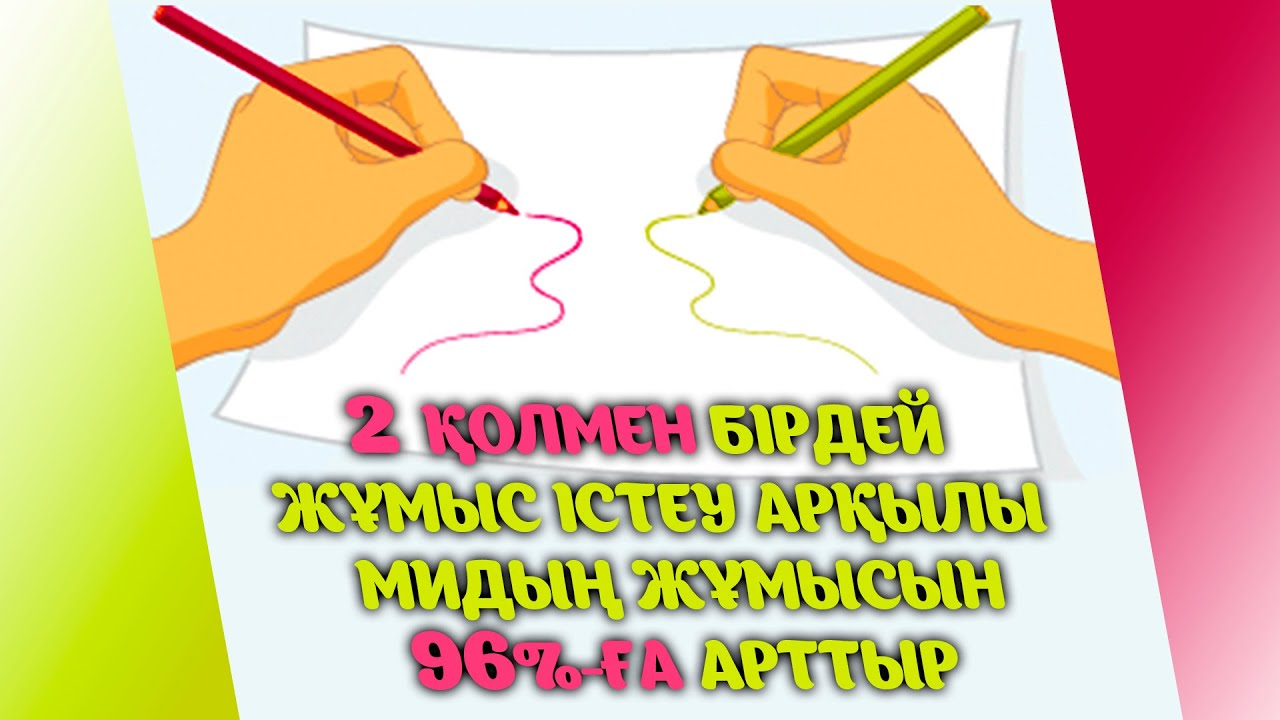 2 ҚОЛМЕН БІРДЕЙ
ЖҰМЫС ІСТЕУ АРҚЫЛЫ
МИДЫҢ ЖҰМЫСЫН
96%-ҒА АРТТЫР